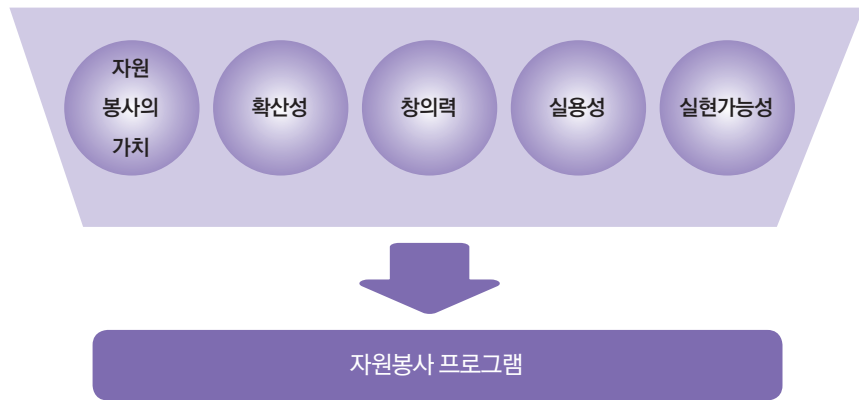 자원
봉사의
가치
확산성
창의력
실용성
실현가능성
자원봉사 프로그램